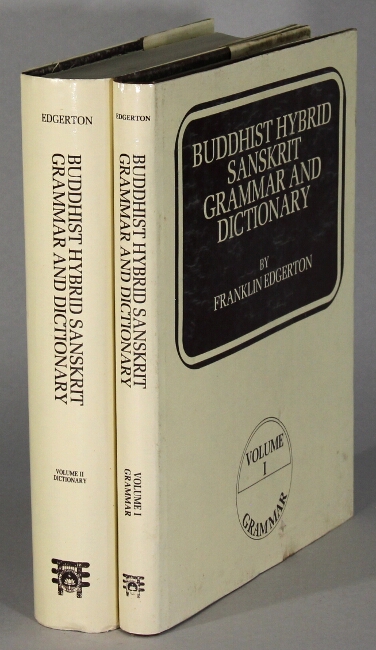 EDGERTON
BUDDHIST HYBRID SANSKRIT
GRAMMAR AND DICTIONARY
VOLUME II
DICTIONARY
EDGERTON
BUDDHIST HYBRID SANSKRIT
GRAMMAR AND DICTIONARY
VOLUME I
GRAMMAR
BUDDHIST HYBRID
SANSKRIT
GRAMMAR AND
DICTIONARY
BY
FRANKLIN EDGERTON
VOLUME
I
GRAMMAR